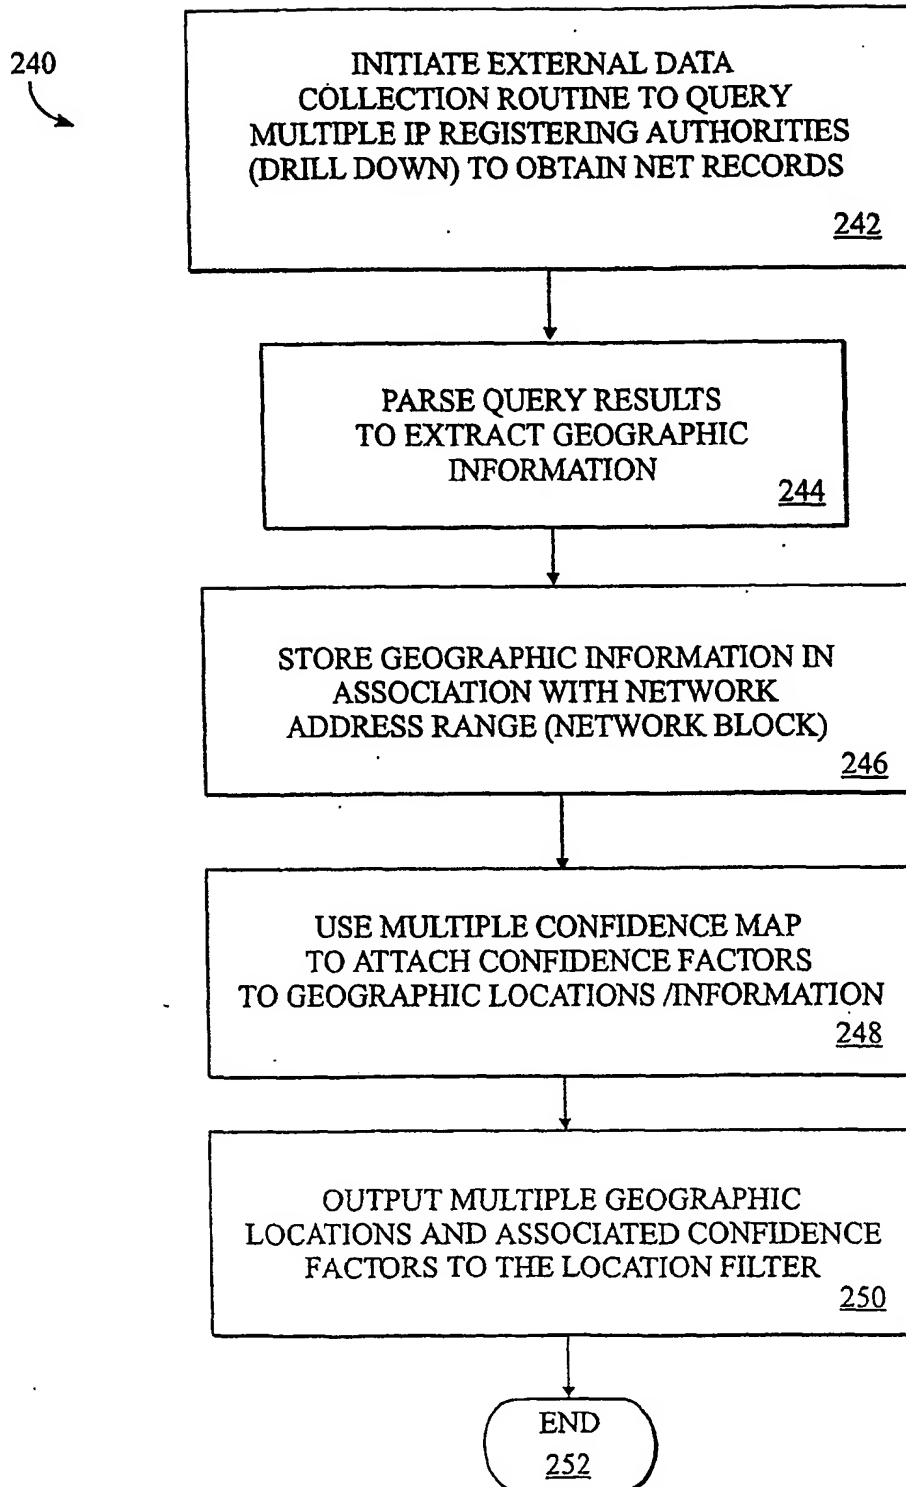 240
INITIATE EXTERNAL DATA
COLLECTION ROUTINE TO QUERY
MULTIPLE IP REGISTERING AUTHORITIES
(DRILL DOWN) TO OBTAIN NET RECORDS
242
PARSE QUERY RESULTS
TO EXTRACT GEOGRAPHIC
INFORMATION
244
STORE GEOGRAPHIC INFORMATION IN
ASSOCIATION WITH NETWORK
ADDRESS RANGE (NETWORK BLOCK)
246
USE MULTIPLE CONFIDENCE MAP
TO ATTACH CONFIDENCE FACTORS
TO GEOGRAPHIC LOCATIONS /INFORMATION
248
OUTPUT MULTIPLE GEOGRAPHIC
LOCATIONS AND ASSOCIATED CONFIDENCE
FACTORS TO THE LOCATION FILTER
250
END
252